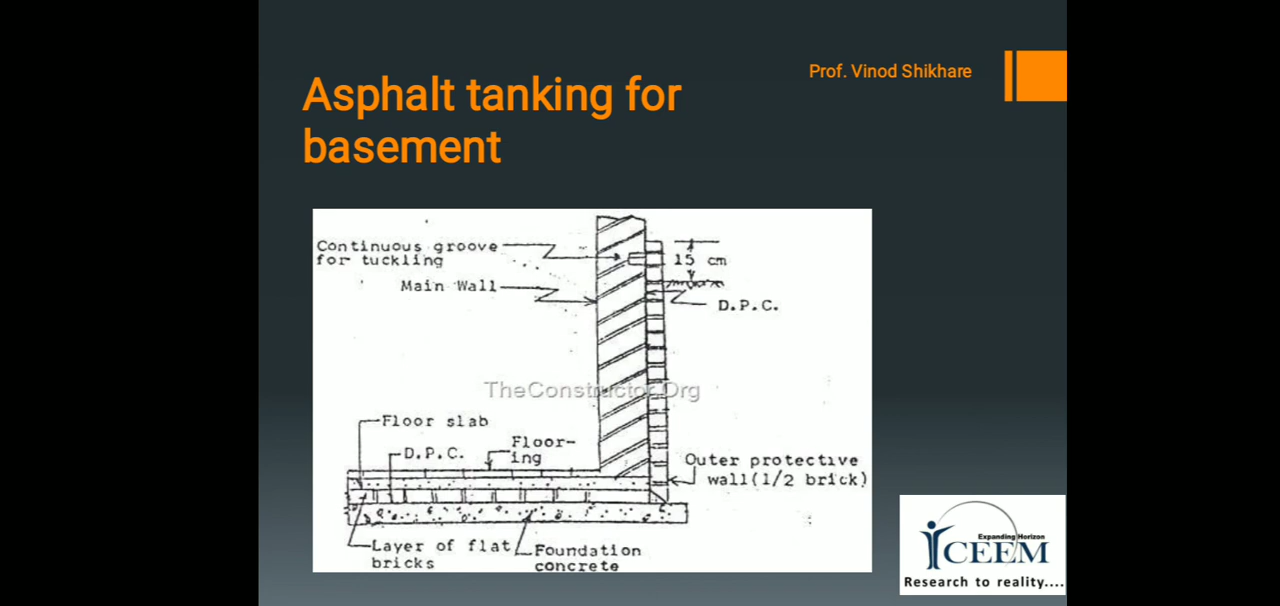 Prof. Vinod Shikhare
Asphalt tanking for
basement
Continuous groove
for tuckling
15 cm
Main Wall
D.P.C.
TheConstructor.Org
Floor slab
D.P.C.
Floor-
ing
Outer protective
wall(1/2 brick)
Layer of flat
bricks
Foundation
concrete
Expanding Horizon
CEEM
Research to reality....